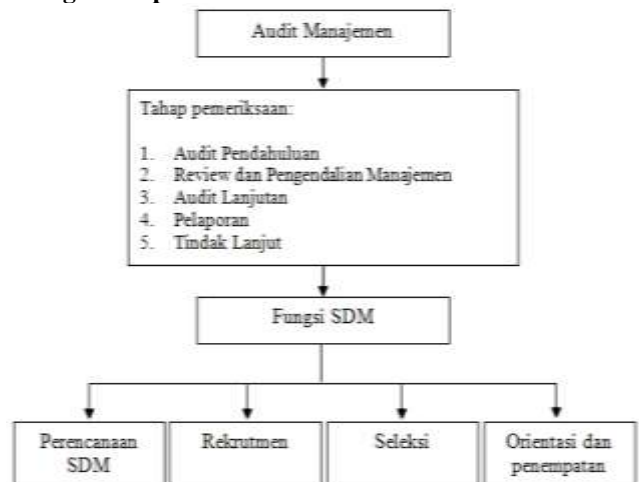 Audit Manajemen
Tahap pemeriksaan:
1. Audit Pendahuluan
2. Review dan Pengendalian Manajemen
3. Audit Lanjutan
4. Pelaporan
5. Tindak Lanjut
Fungsi SDM
Perencanaan
SDM
Rekrutmen
Seleksi
Orientasi dan
penempatan